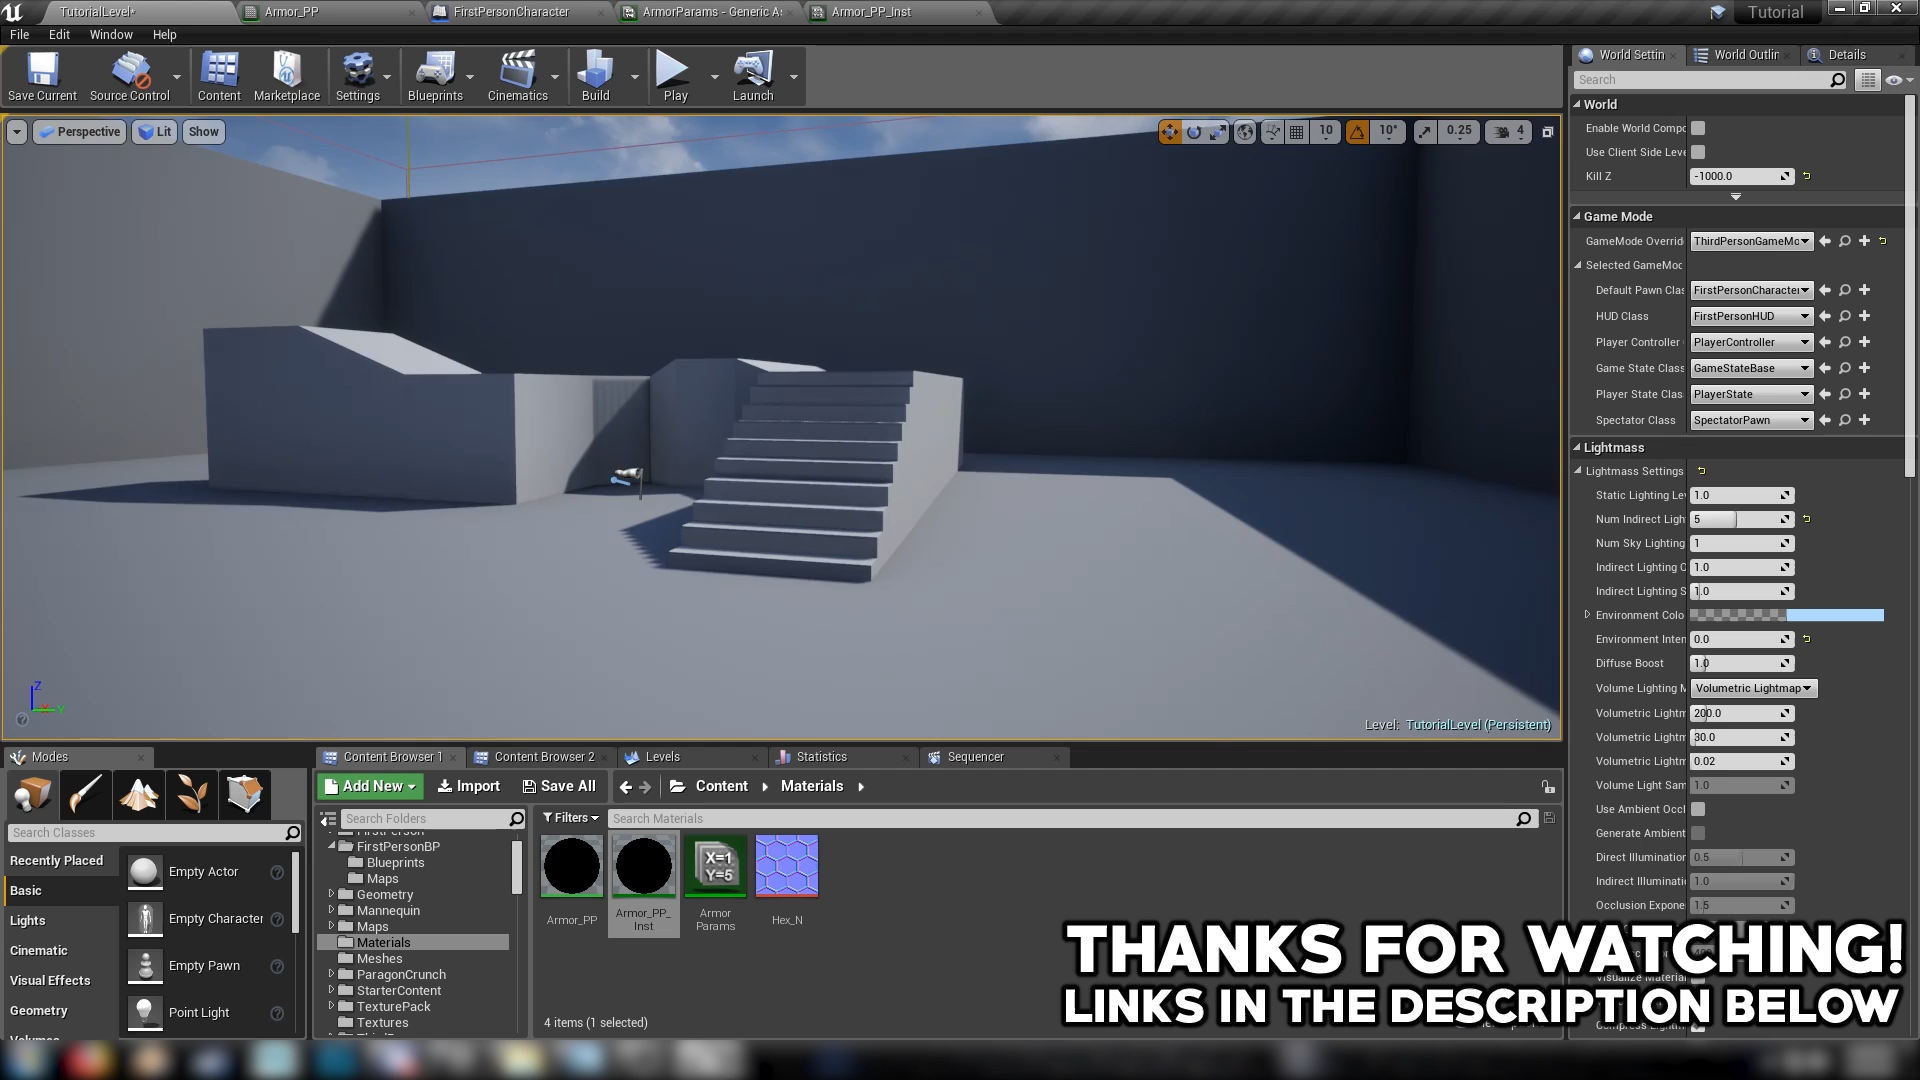 TutorialLevel*
Armor_PP
FirstPersonCharacter
ArmorParams - Generic A
Armor_PP_Inst
Tutorial
File Edit Window Help
World Settin
World Outlin
Details
Save Current
Source Control
Content
Marketplace
Settings
Blueprints
Cinematics
Build
Play
Launch
Search
Perspective
Lit
Show
10
10°
0.25
4
World
Enable World Compo
Use Client Side Leve
Kill Z
-1000.0
Game Mode
GameMode Overrid
ThirdPersonGameMo
Selected GameMod
Default Pawn Clas
FirstPersonCharacter
HUD Class
FirstPersonHUD
Player Controller
PlayerController
Game State Class
GameStateBase
Player State Clas
PlayerState
Spectator Class
SpectatorPawn
Lightmass
Lightmass Settings
Static Lighting Le
1.0
Num Indirect Ligh
5
Num Sky Lighting
1
Indirect Lighting Q
1.0
Indirect Lighting S
1.0
Environment Colo
Environment Inten
0.0
Diffuse Boost
1.0
Volume Lighting M
Volumetric Lightmap
Volumetric Lightm
200.0
Volumetric Lightm
30.0
Volumetric Lightm
0.02
Volume Light Sam
1.0
Use Ambient Occl
Generate Ambient
Direct Illumination
0.5
Indirect Illuminati
1.0
Occlusion Expone
1.5
Visualize Material
Compress Lightm
Z
X
Y
Level: TutorialLevel (Persistent)
Modes
Content Browser 1
Content Browser 2
Levels
Statistics
Sequencer
Add New
Import
Save All
Content
Materials
Search Classes
Search Folders
Filters
Search Materials
Recently Placed
Basic
Lights
Cinematic
Visual Effects
Geometry
Volumes
Empty Actor
Empty Character
Empty Pawn
Point Light
FirstPerson
FirstPersonBP
Blueprints
Maps
Geometry
Mannequin
Maps
Materials
Meshes
ParagonCrunch
StarterContent
TexturePack
Textures
X=1
Y=5
Armor_PP
Armor_PP_
Inst
Armor
Params
Hex_N
4 items (1 selected)
THANKS FOR WATCHING!
LINKS IN THE DESCRIPTION BELOW